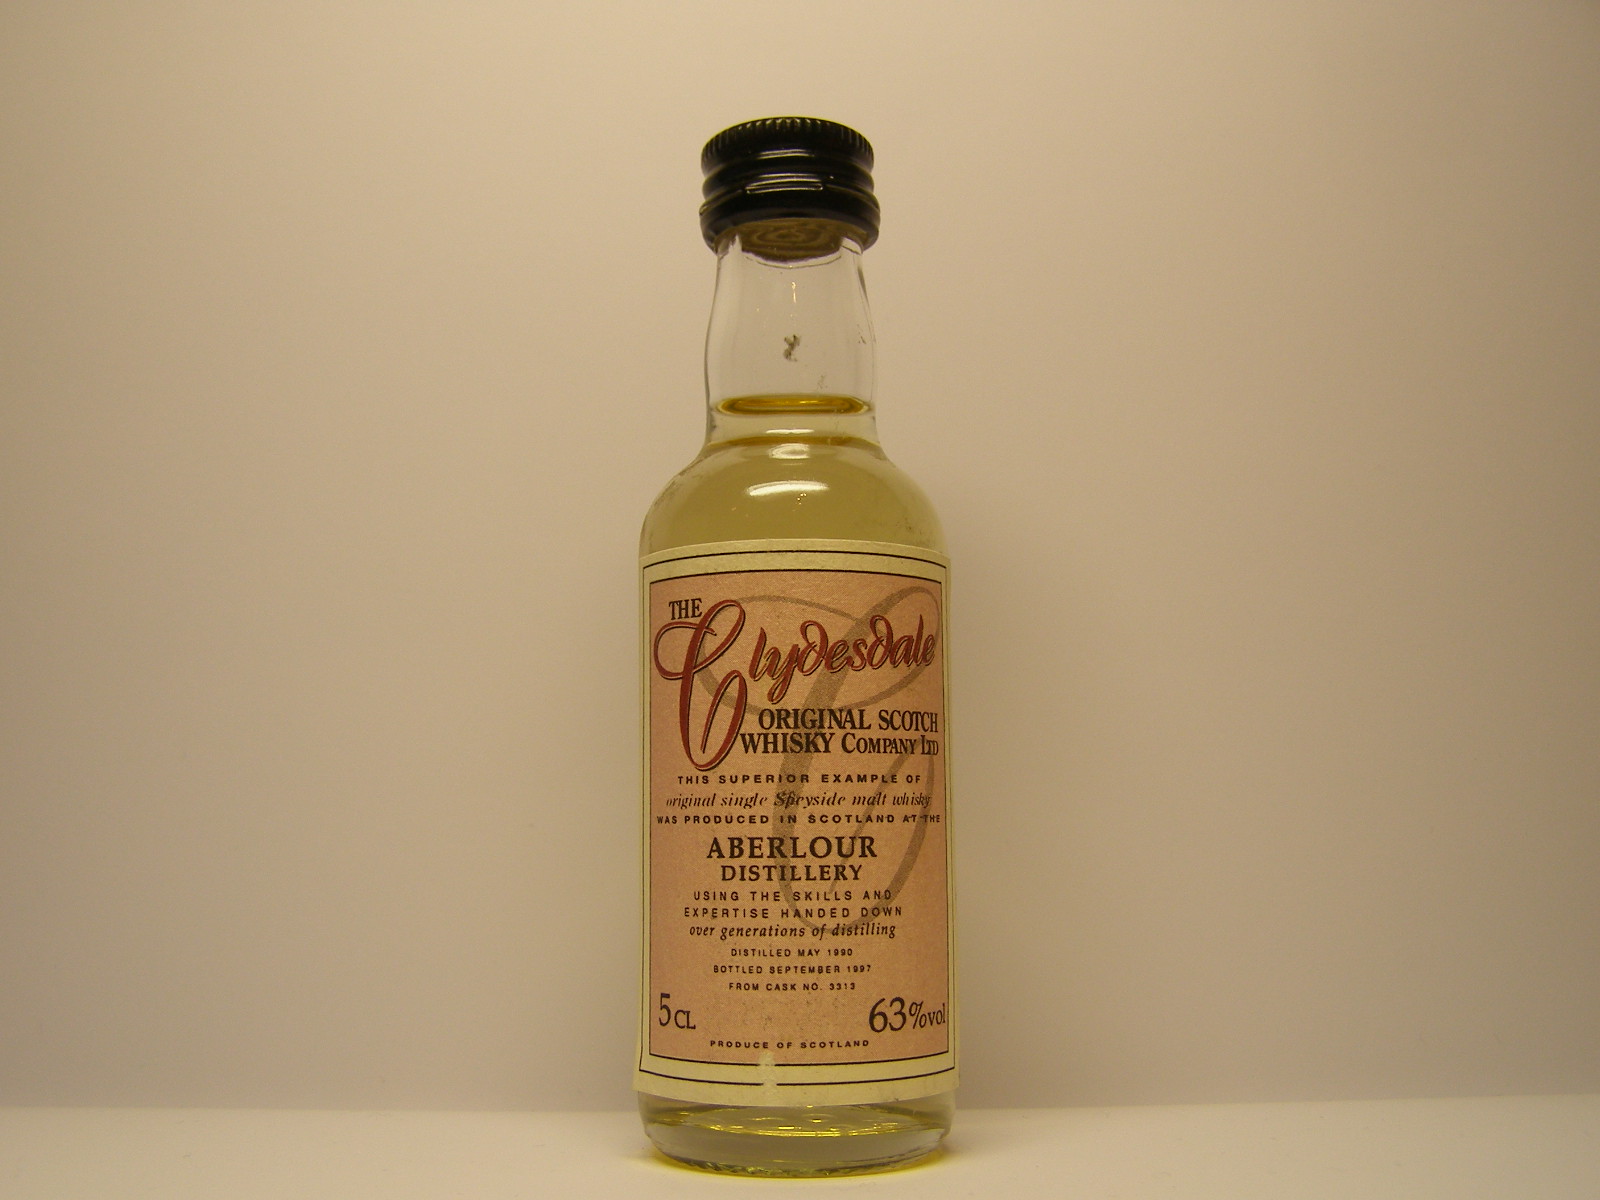 THE
Clydesdale
ORIGINAL SCOTCH
WHISKY COMPANY LTD
THIS SUPERIOR EXAMPLE OF
original single Speyside malt whisky
WAS PRODUCED IN SCOTLAND AT THE
ABERLOUR
DISTILLERY
USING THE SKILLS AND
EXPERTISE HANDED DOWN
over generations of distilling
DISTILLED MAY 1990
BOTTLED SEPTEMBER 1997
FROM CASK NO. 3313
5CL 63%vol
PRODUCE OF SCOTLAND